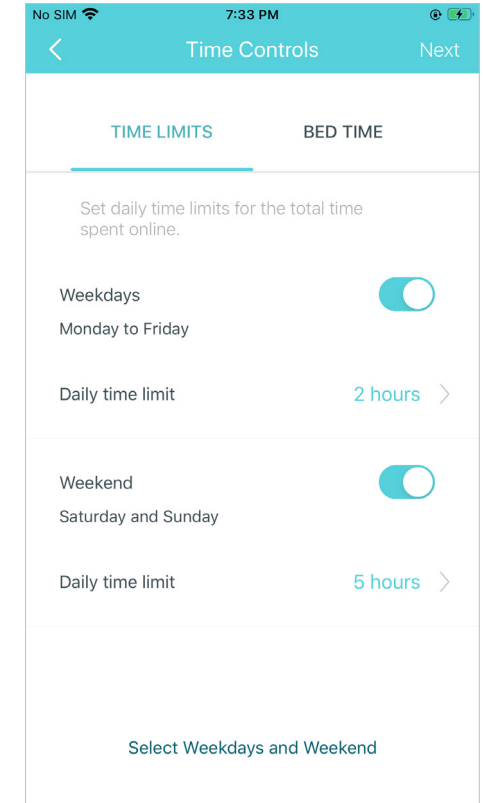 No SIM 7:33 PM
Time Controls Next
TIME LIMITS BED TIME
Set daily time limits for the total time
spent online.
Weekdays
Monday to Friday
Daily time limit 2 hours
Weekend
Saturday and Sunday
Daily time limit 5 hours
Select Weekdays and Weekend